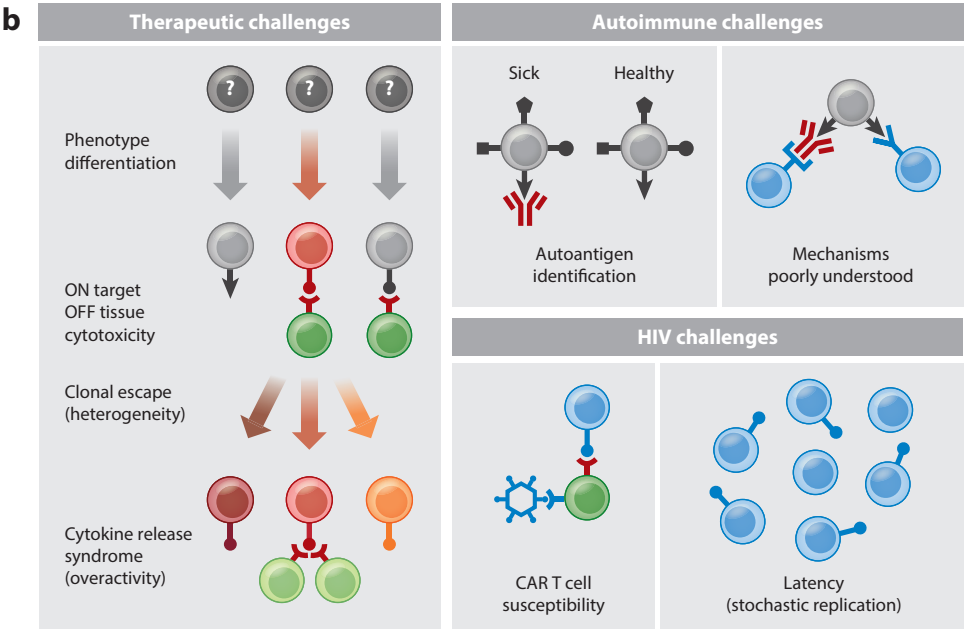 b
Therapeutic challenges
? ? ?
Phenotype
differentiation
ON target
OFF tissue
cytotoxicity
Clonal escape
(heterogeneity)
Cytokine release
syndrome
(overactivity)
Autoimmune challenges
Sick
Healthy
Autoantigen
identification
Mechanisms
poorly understood
HIV challenges
CAR T cell
susceptibility
Latency
(stochastic replication)